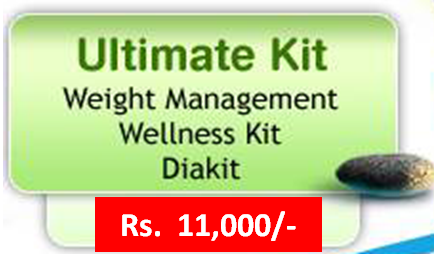 Ultimate Kit
Weight Management
Wellness Kit
Diakit
Rs. 11,000/-